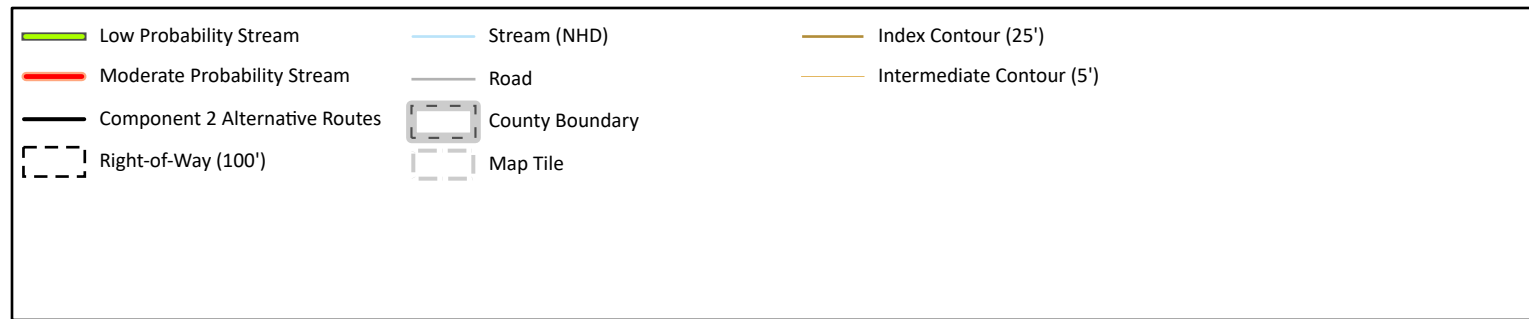 Low Probability Stream
Moderate Probability Stream
Component 2 Alternative Routes
Right-of-Way (100')
Stream (NHD)
Road
County Boundary
Map Tile
Index Contour (25')
Intermediate Contour (5')